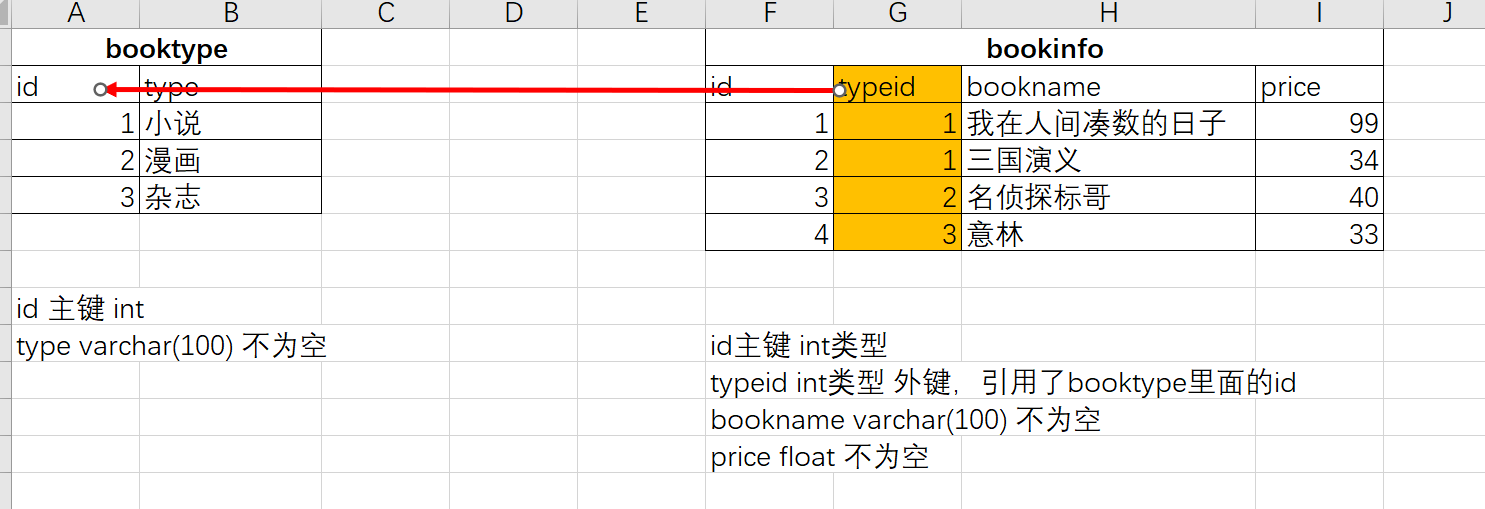 A B C D E F G H I J
booktype bookinfo
id type id typeid bookname price
1 小说 1 1 我在人间凑数的日子 99
2 漫画 2 1 三国演义 34
3 杂志 3 2 名侦探标哥 40
4 3 意林 33
id 主键 int
type varchar(100) 不为空 id主键 int类型
typeid int类型 外键，引用了booktype里面的id
bookname varchar(100) 不为空
price float 不为空